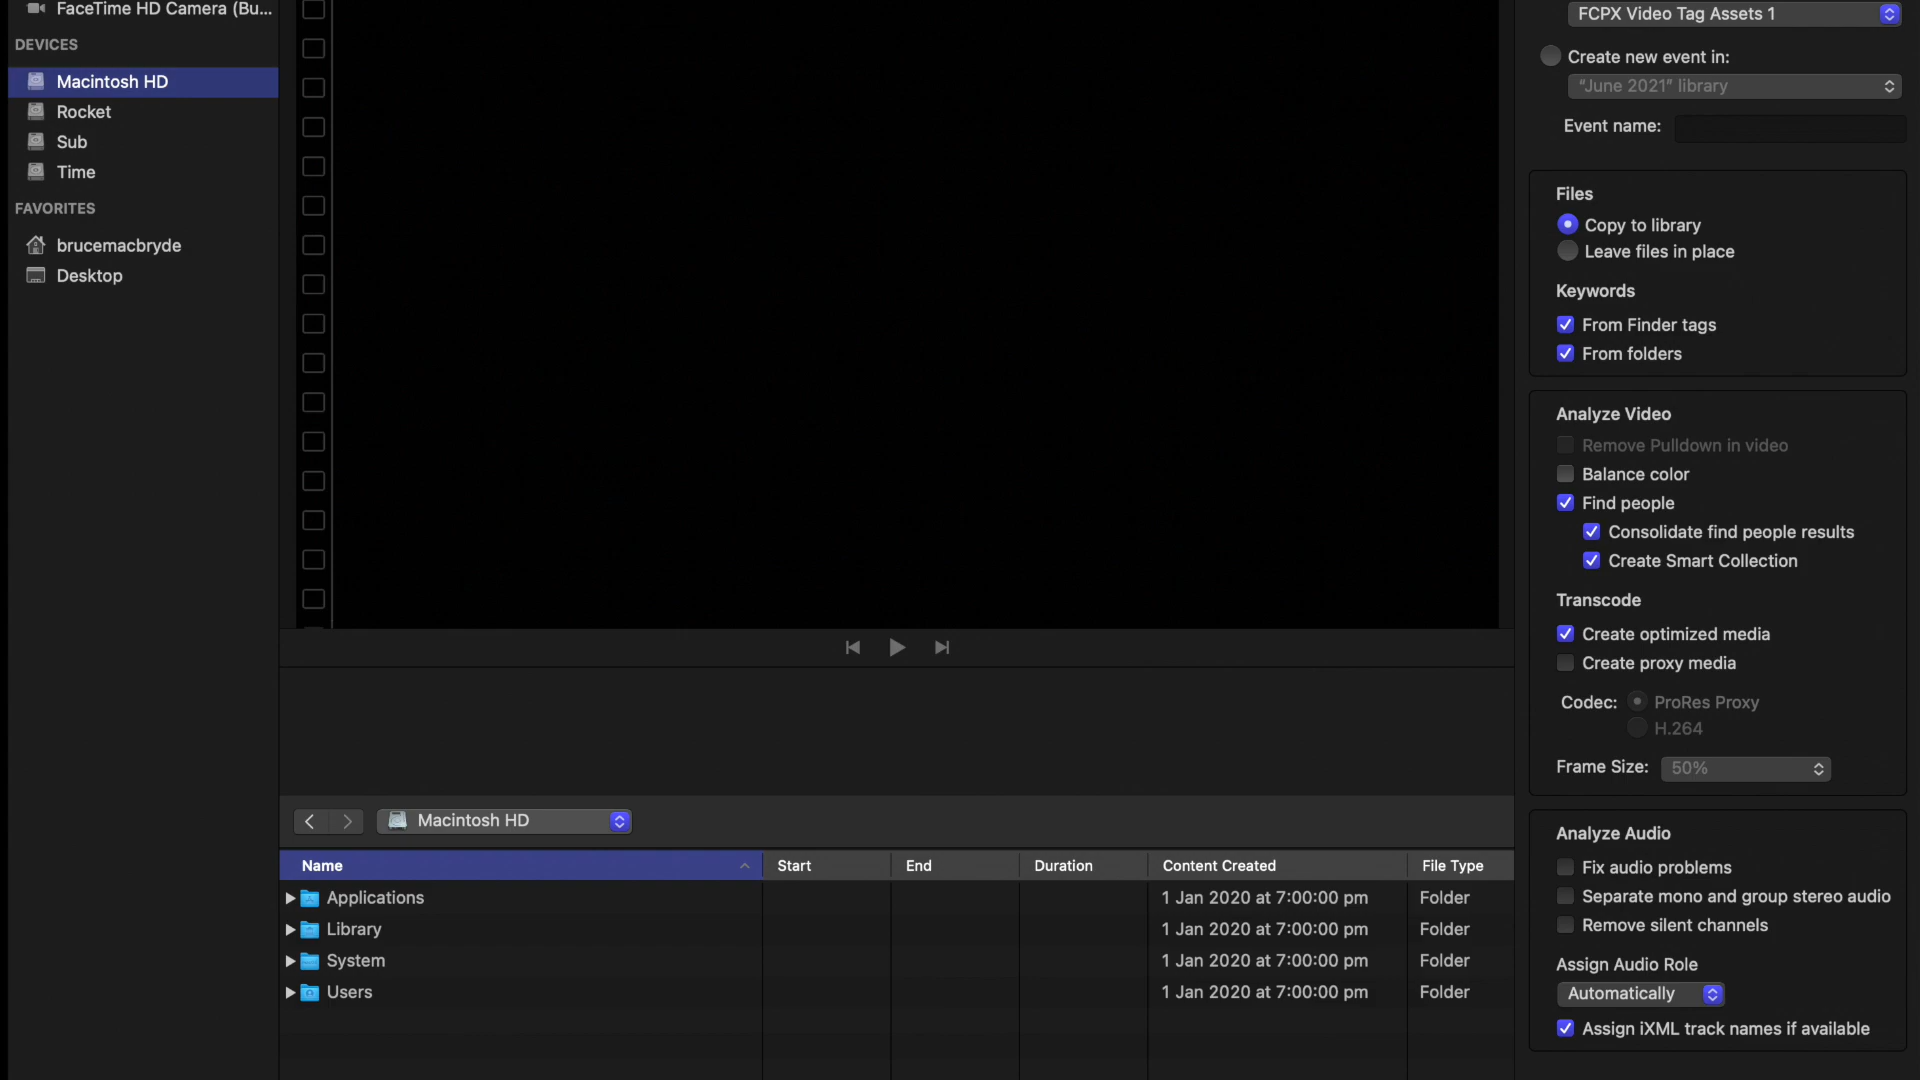 FaceTime HD Camera (Bu...
DEVICES
Macintosh HD
Rocket
Sub
Time
FAVORITES
brucemacbryde
Desktop
Macintosh HD
Name Start End Duration Content Created File Type
Applications 1 Jan 2020 at 7:00:00 pm Folder
Library 1 Jan 2020 at 7:00:00 pm Folder
System 1 Jan 2020 at 7:00:00 pm Folder
Users 1 Jan 2020 at 7:00:00 pm Folder
FCPX Video Tag Assets 1
Create new event in:
“June 2021” library
Event name:
Files
Copy to library
Leave files in place
Keywords
From Finder tags
From folders
Analyze Video
Remove Pulldown in video
Balance color
Find people
Consolidate find people results
Create Smart Collection
Transcode
Create optimized media
Create proxy media
Codec: ProRes Proxy
H.264
Frame Size: 50%
Analyze Audio
Fix audio problems
Separate mono and group stereo audio
Remove silent channels
Assign Audio Role
Automatically
Assign iXML track names if available